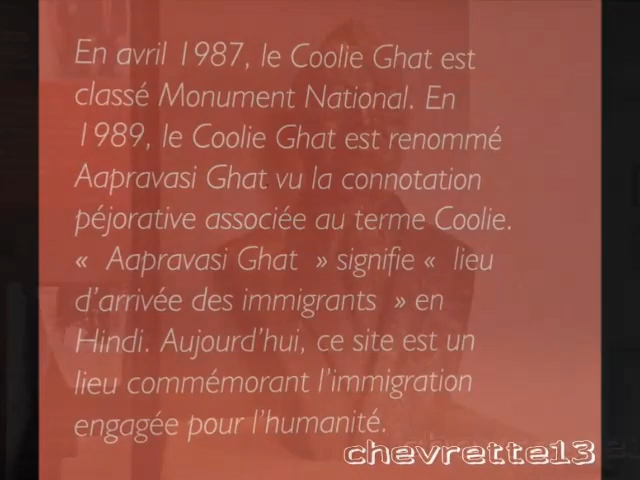 En avril 1987, le Coolie Ghat est
classé Monument National. En
1989, le Coolie Ghat est renommé
Aapravasi Ghat vu la connotation
péjorative associée au terme Coolie.
«  Aapravasi Ghat  » signifie «  lieu
d'arrivée des immigrants  » en
Hindi. Aujourd'hui, ce site est un
lieu commémorant l'immigration
engagée pour l'humanité.
chevrette13